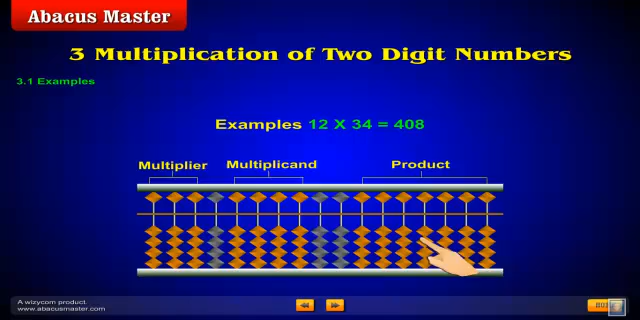 Abacus Master
3 Multiplication of Two Digit Numbers
3.1 Examples
Examples 12 X 34 = 408
Multiplier Multiplicand Product
A wizycom product.
www.abacusmaster.com